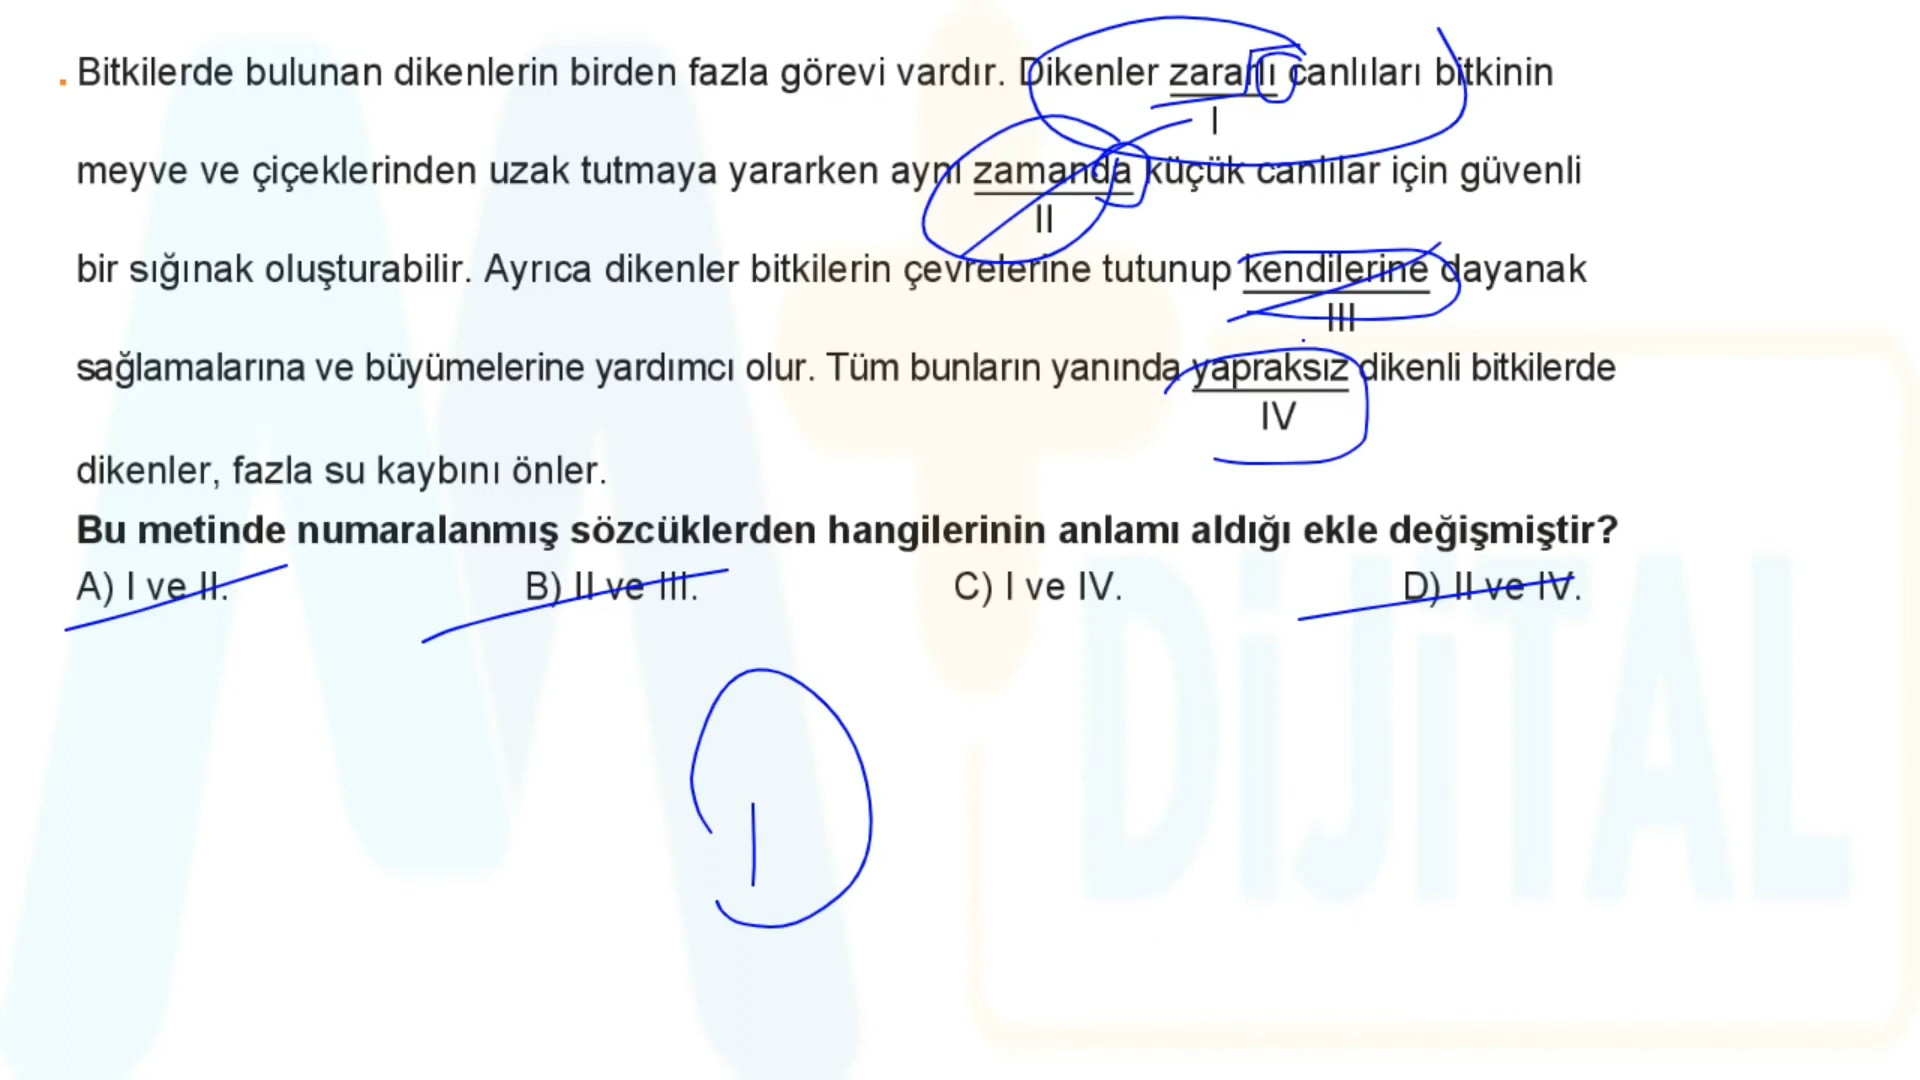 . Bitkilerde bulunan dikenlerin birden fazla görevi vardır. Dikenler zararlı canlıları bitkinin
I
meyve ve çiçeklerinden uzak tutmaya yararken aynı zamanda küçük canlılar için güvenli
II
bir sığınak oluşturabilir. Ayrıca dikenler bitkilerin çevrelerine tutunup kendilerine dayanak
III
sağlamalarına ve büyümelerine yardımcı olur. Tüm bunların yanında yapraksız dikenli bitkilerde
IV
dikenler, fazla su kaybını önler.
Bu metinde numaralanmış sözcüklerden hangilerinin anlamı aldığı ekle değişmiştir?
A) I ve II. B) II ve III. C) I ve IV. D) II ve IV.
DİJİTAL